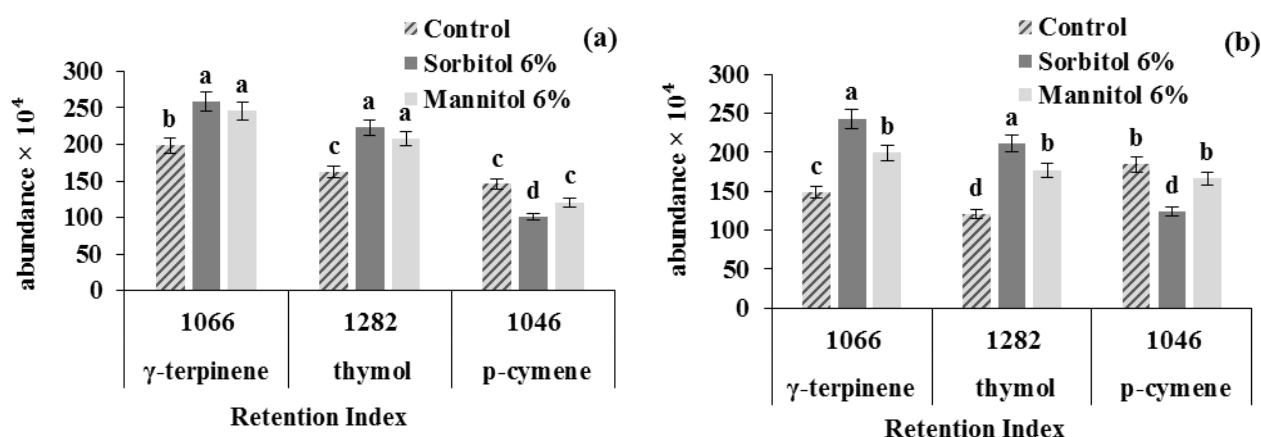 Control
Sorbitol 6%
Mannitol 6%
(a)
abundance × 10⁴
300
250
200
150
100
50
0
b
a
a
c
a
a
c
d
c
1066
1282
1046
γ-terpinene
thymol
p-cymene
Retention Index
Control
Sorbitol 6%
Mannitol 6%
(b)
abundance × 10⁴
300
250
200
150
100
50
0
c
a
b
d
a
b
b
d
b
1066
1282
1046
γ-terpinene
thymol
p-cymene
Retention Index